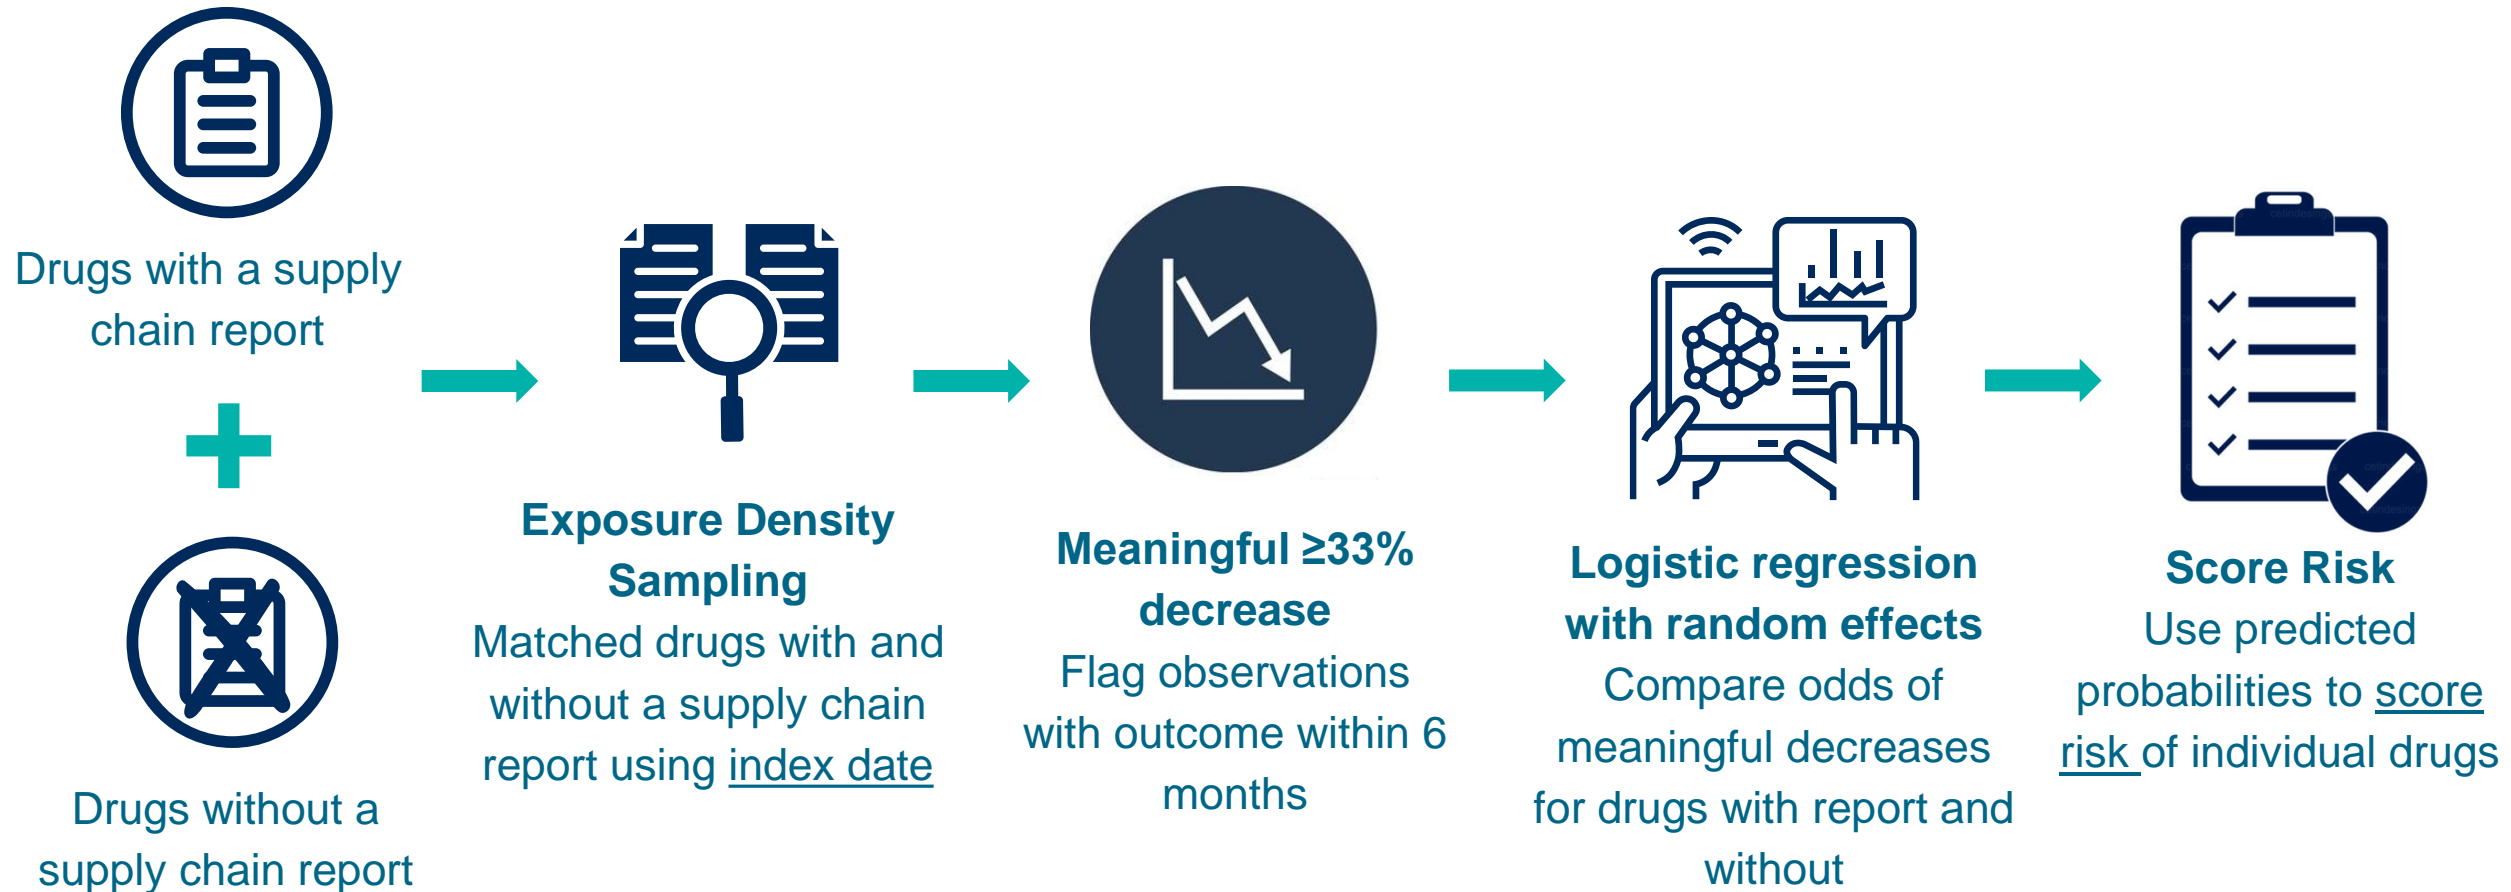 Drugs with a supply
chain report
Drugs without a
supply chain report
Exposure Density
Sampling
Matched drugs with and
without a supply chain
report using index date
Meaningful ≥33%
decrease
Flag observations
with outcome within 6
months
Logistic regression
with random effects
Compare odds of
meaningful decreases
for drugs with report and
without
Score Risk
Use predicted
probabilities to score
risk of individual drugs